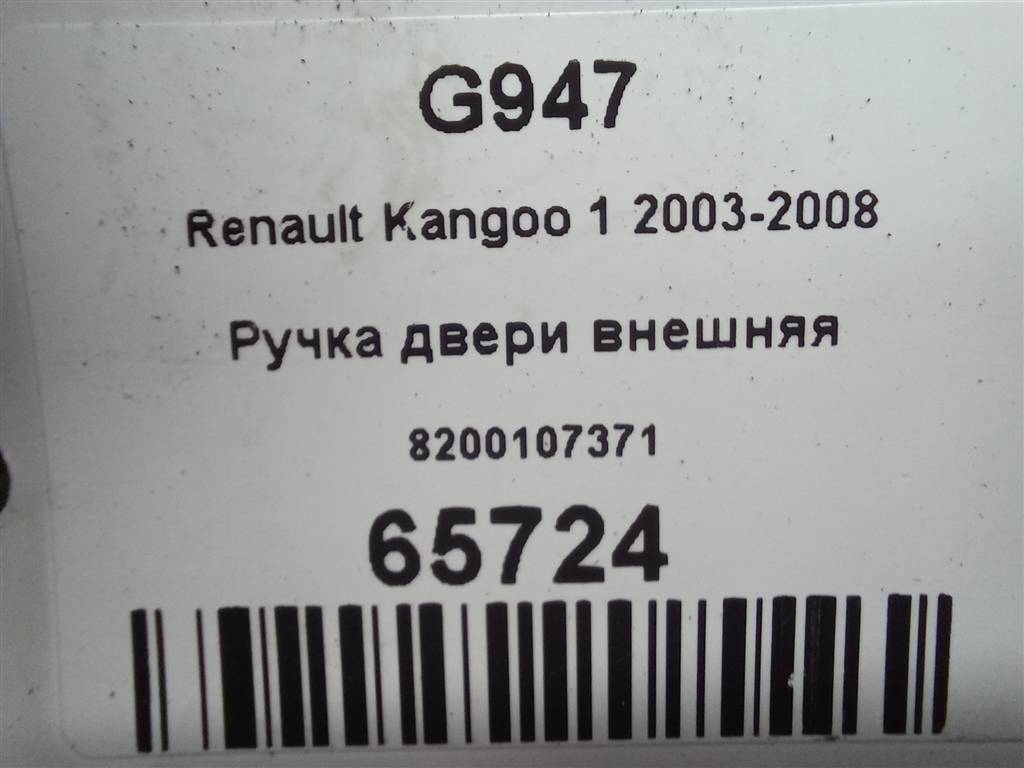 G947
Renault Kangoo 1 2003-2008
Ручка двери внешняя
8200107371
65724